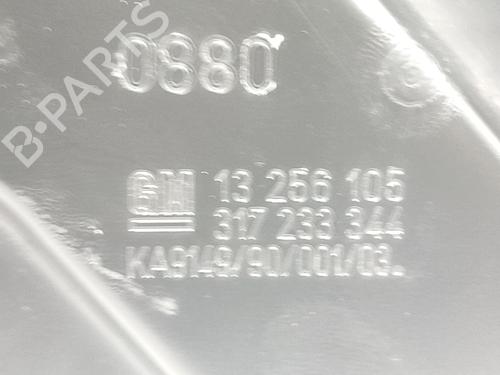 0880
B-PARTS
GM 13 256 105
317 233 344
KA9149/90/001/03.